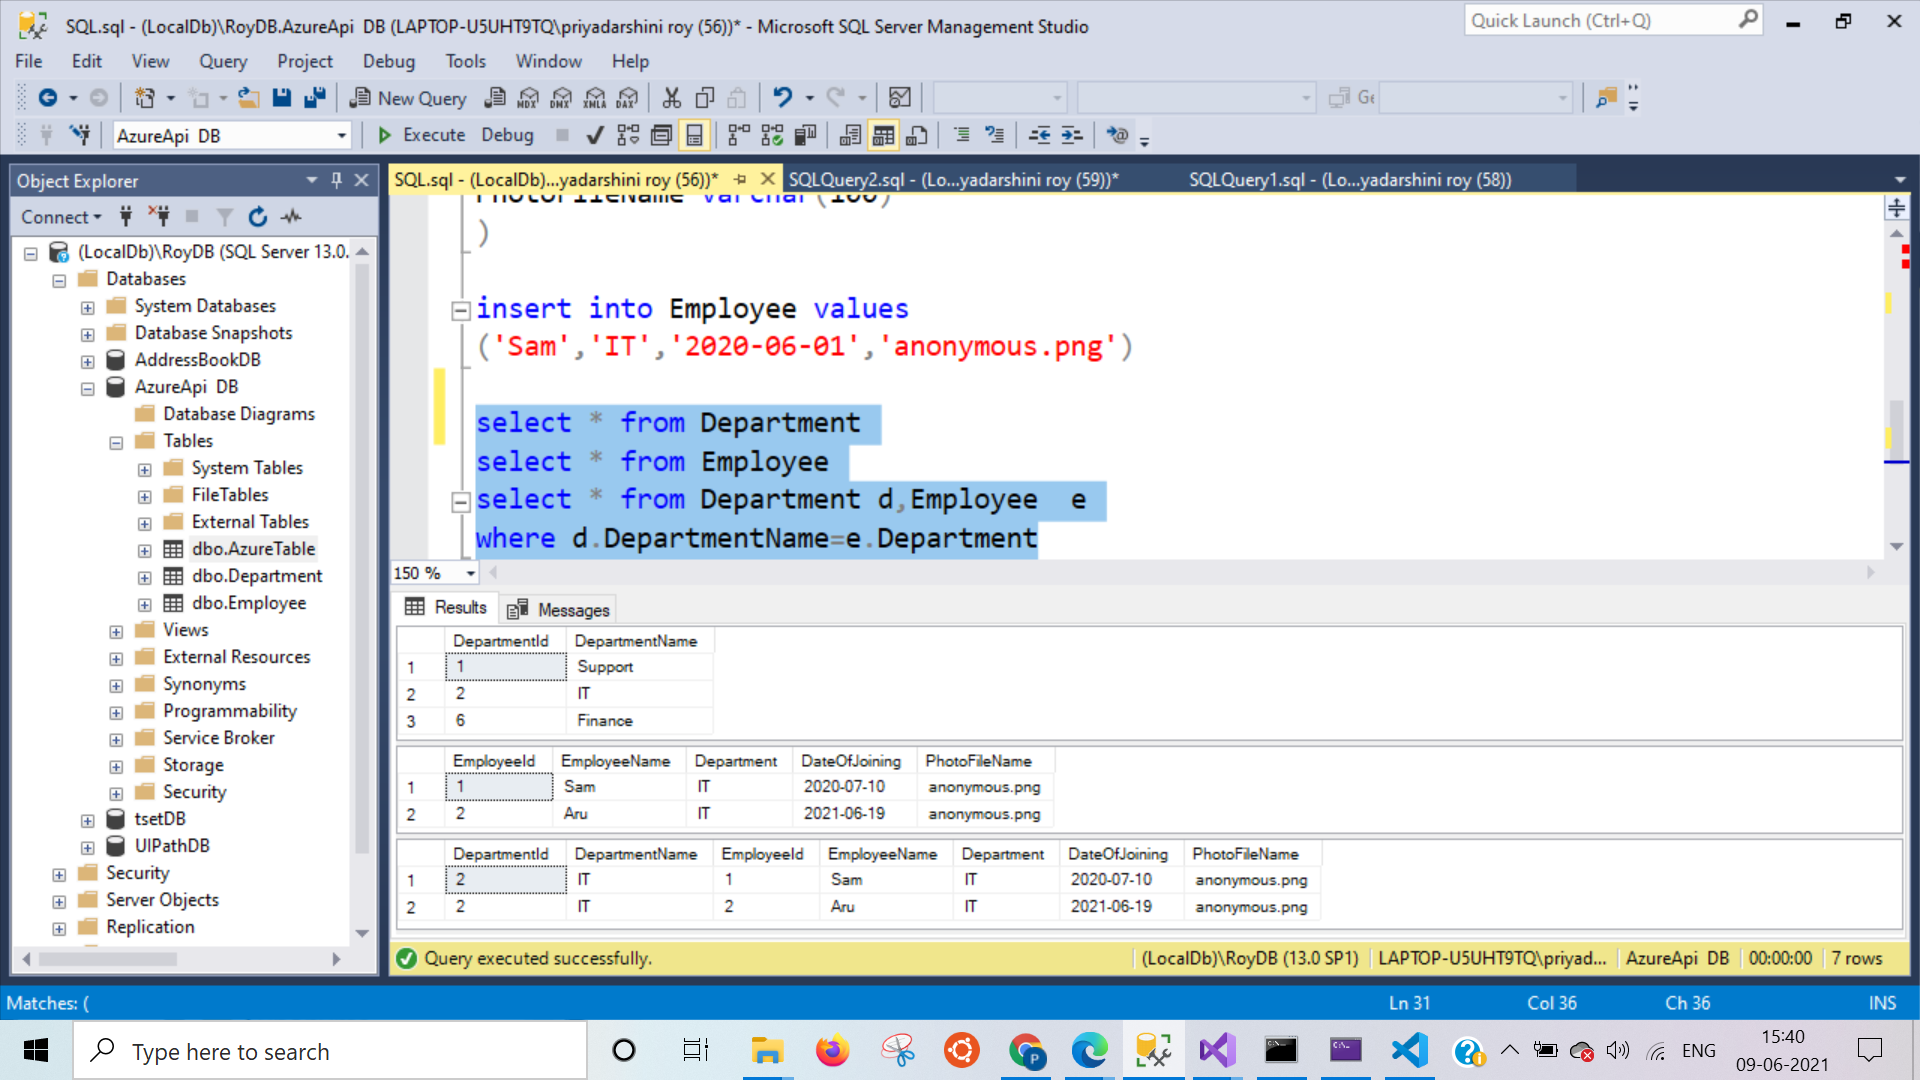 SQL.sql - (LocalDb)\RoyDB.AzureApi DB (LAPTOP-U5UHT9TQ\priyadarshini roy (56))* - Microsoft SQL Server Management Studio
Quick Launch (Ctrl+Q)
File Edit View Query Project Debug Tools Window Help
New Query MDX DMX XMLA DAX
AzureApi DB Execute Debug
Object Explorer
SQL.sql - (LocalDb)...yadarshini roy (56))* SQLQuery2.sql - (Lo...yadarshini roy (59))* SQLQuery1.sql - (Lo...yadarshini roy (58))
Connect
(LocalDb)\RoyDB (SQL Server 13.0.
Databases
System Databases
Database Snapshots
AddressBookDB
AzureApi DB
Database Diagrams
Tables
System Tables
FileTables
External Tables
dbo.AzureTable
dbo.Department
dbo.Employee
Views
External Resources
Synonyms
Programmability
Service Broker
Storage
Security
tsetDB
UIPathDB
Security
Server Objects
Replication
PhotoFileName varchar(100)
)
insert into Employee values
('Sam','IT','2020-06-01','anonymous.png')
select * from Department
select * from Employee
select * from Department d,Employee e
where d.DepartmentName=e.Department
150 %
Results Messages
DepartmentId DepartmentName
1 1 Support
2 2 IT
3 6 Finance
EmployeeId EmployeeName Department DateOfJoining PhotoFileName
1 1 Sam IT 2020-07-10 anonymous.png
2 2 Aru IT 2021-06-19 anonymous.png
DepartmentId DepartmentName EmployeeId EmployeeName Department DateOfJoining PhotoFileName
1 2 IT 1 Sam IT 2020-07-10 anonymous.png
2 2 IT 2 Aru IT 2021-06-19 anonymous.png
Query executed successfully. (LocalDb)\RoyDB (13.0 SP1) LAPTOP-U5UHT9TQ\priyad... AzureApi DB 00:00:00 7 rows
Matches: ( Ln 31 Col 36 Ch 36 INS
Type here to search
ENG
15:40
09-06-2021